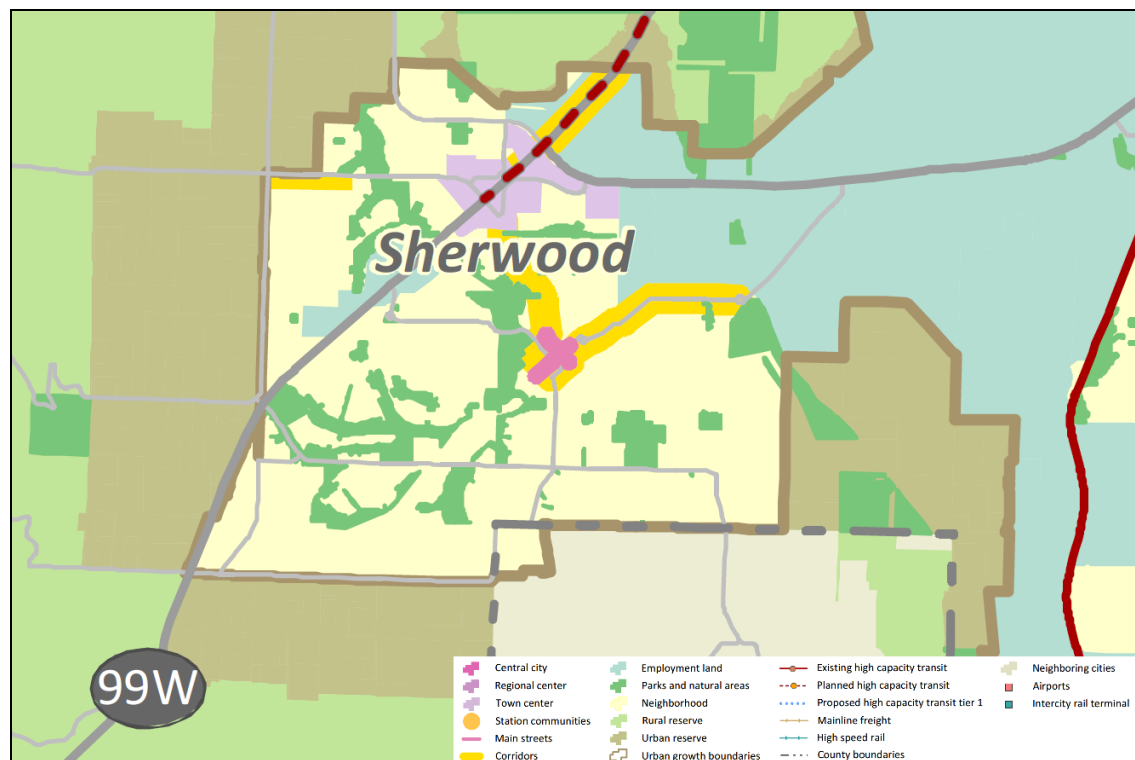 Sherwood
99W
Central city
Regional center
Town center
Station communities
Main streets
Corridors
Employment land
Parks and natural areas
Neighborhood
Rural reserve
Urban reserve
Urban growth boundaries
Existing high capacity transit
Planned high capacity transit
Proposed high capacity transit tier 1
Mainline freight
High speed rail
County boundaries
Neighboring cities
Airports
Intercity rail terminal